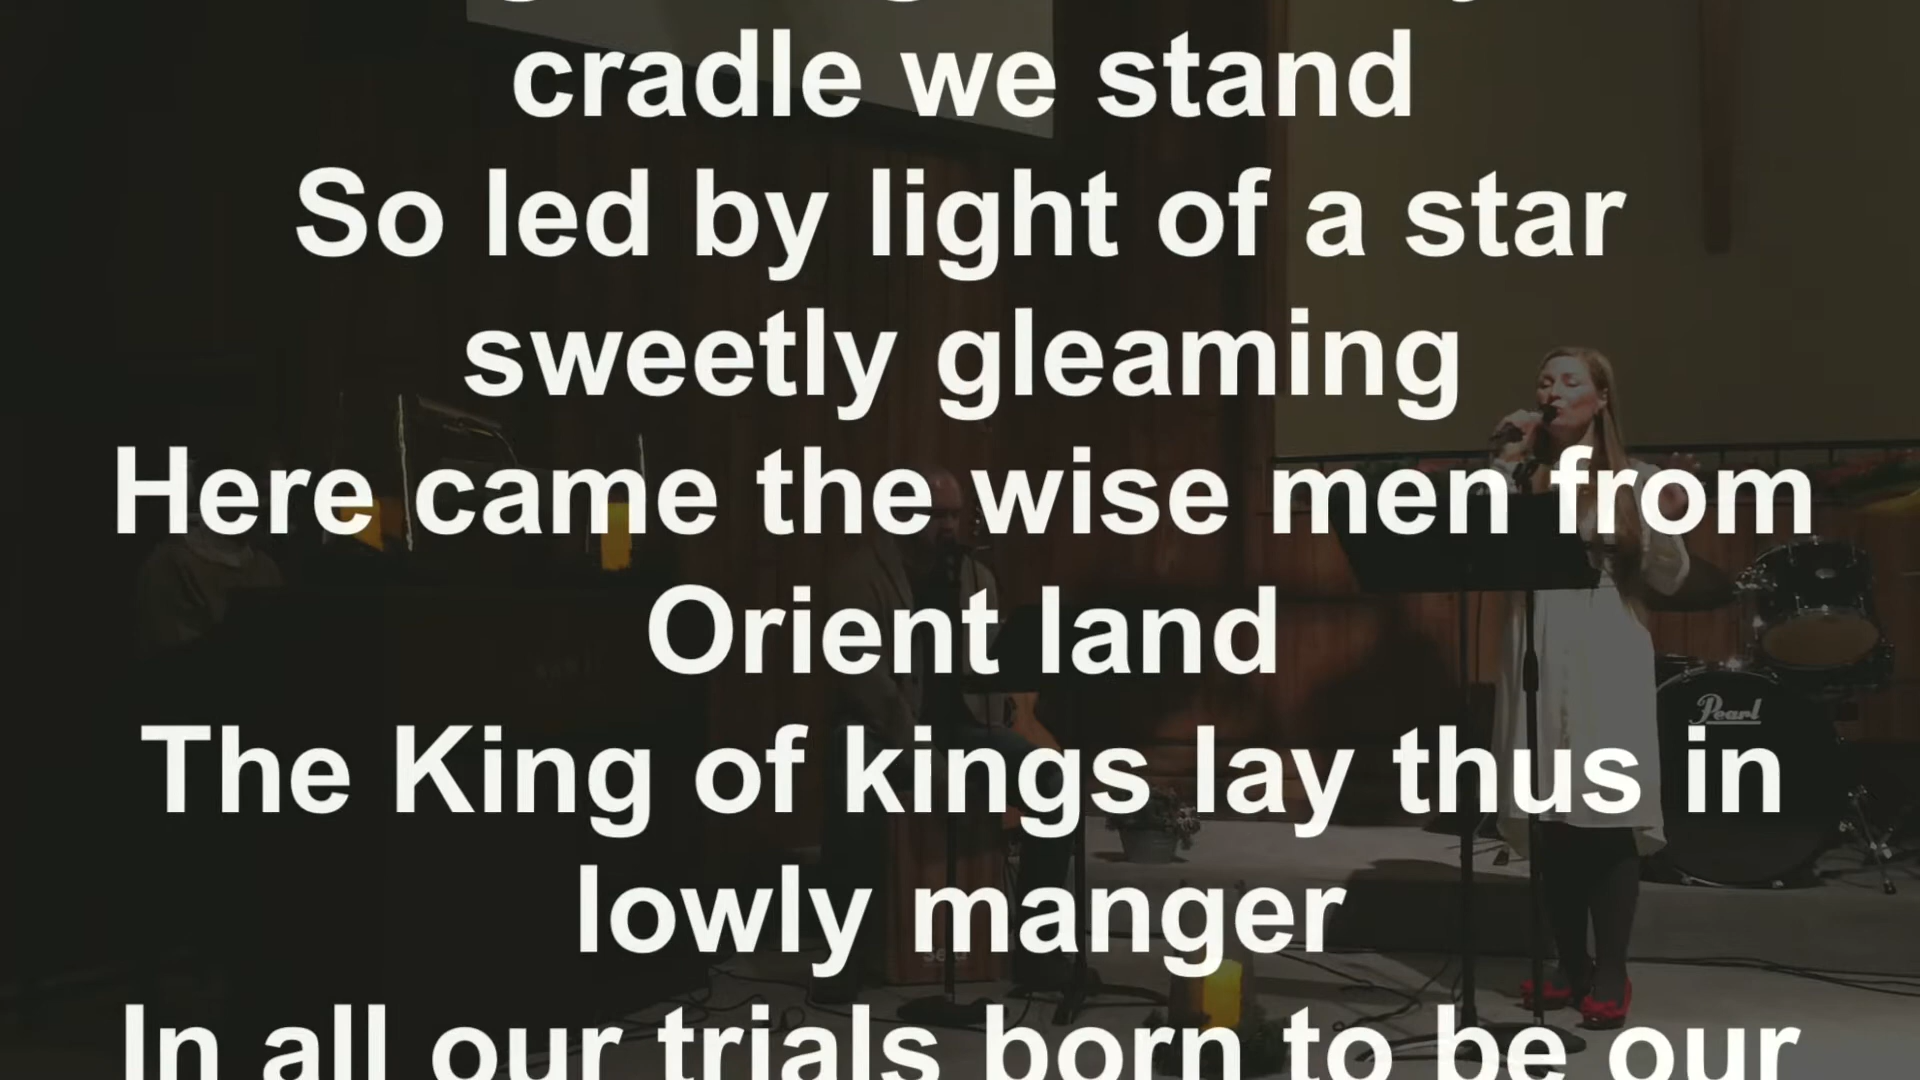 cradle we stand
So led by light of a star
sweetly gleaming
Here came the wise men from
Orient land
The King of kings lay thus in
lowly manger
In all our trials born to be our
Pearl